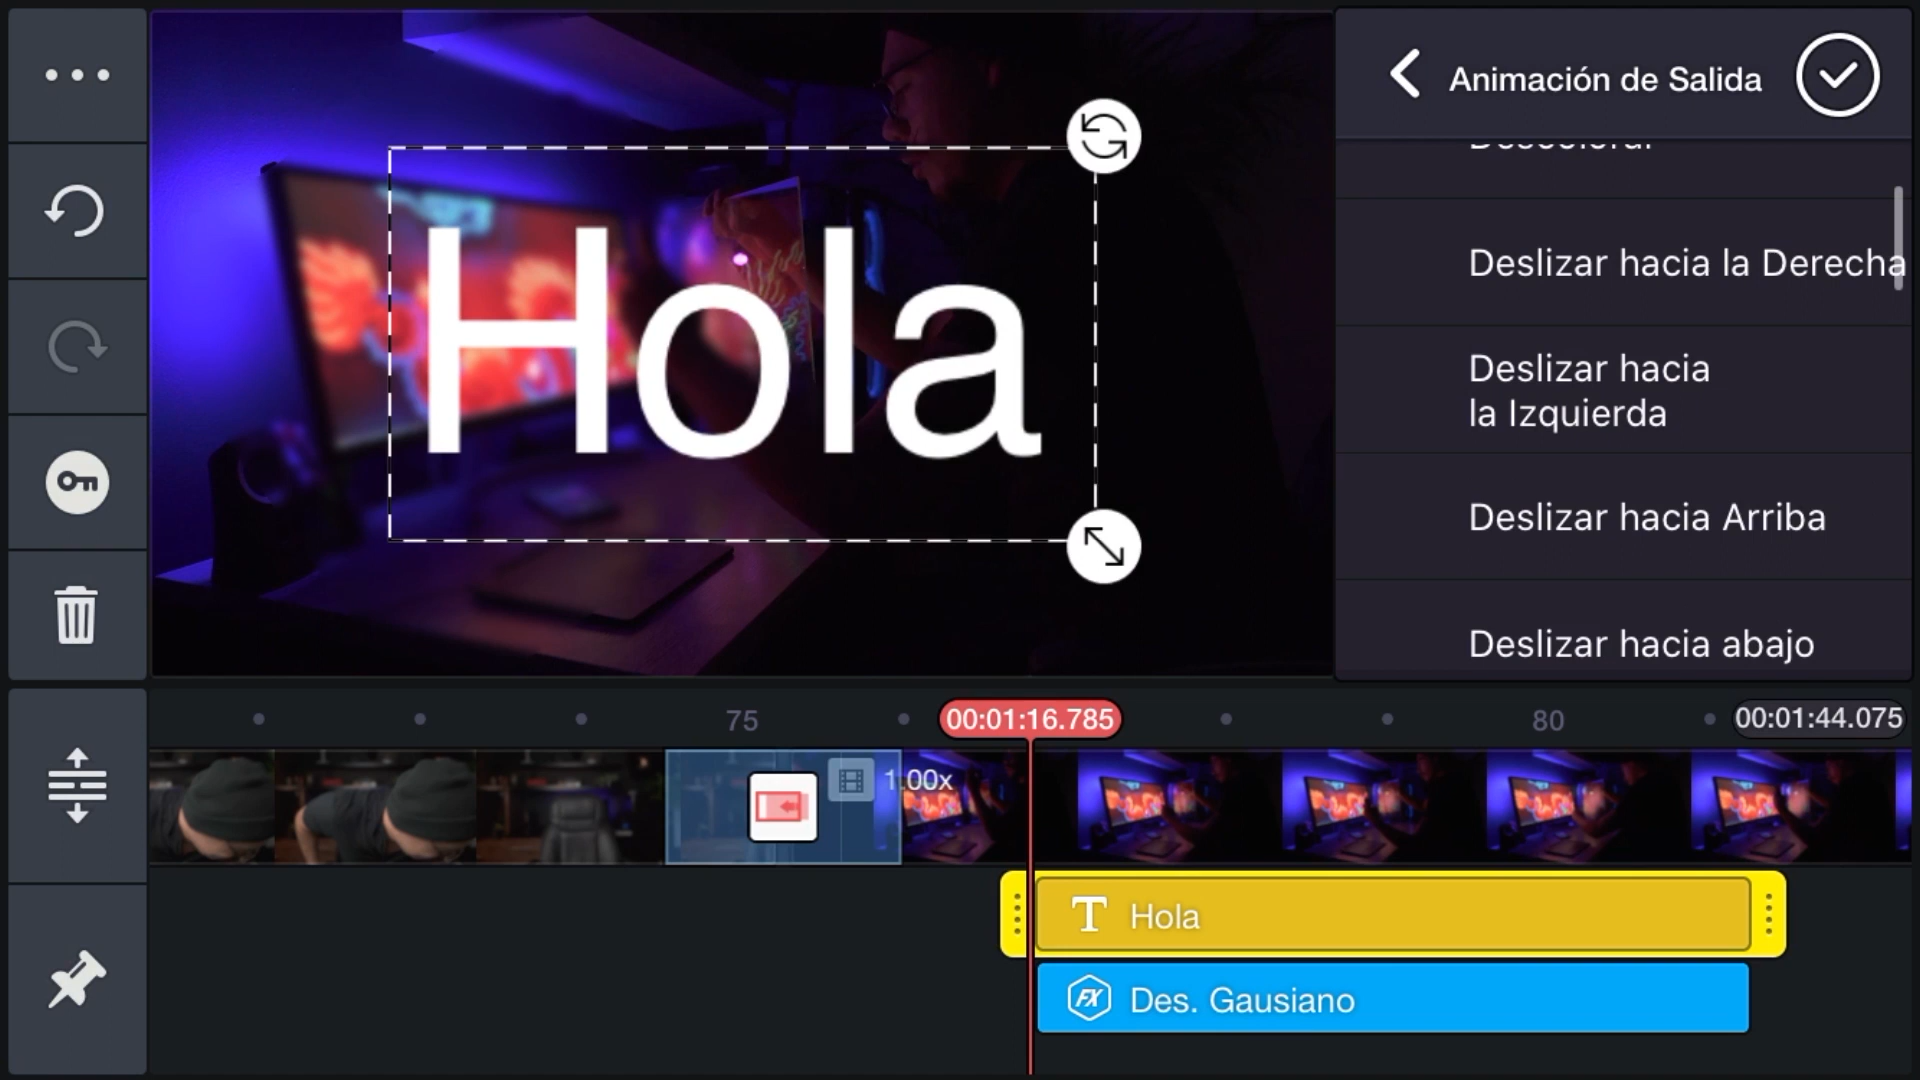 Animación de Salida
Deslizar hacia la Derecha
Deslizar hacia
la Izquierda
Deslizar hacia Arriba
Deslizar hacia abajo
Hola
75
00:01:16.785
80
00:01:44.075
1.00x
T Hola
FX Des. Gausiano